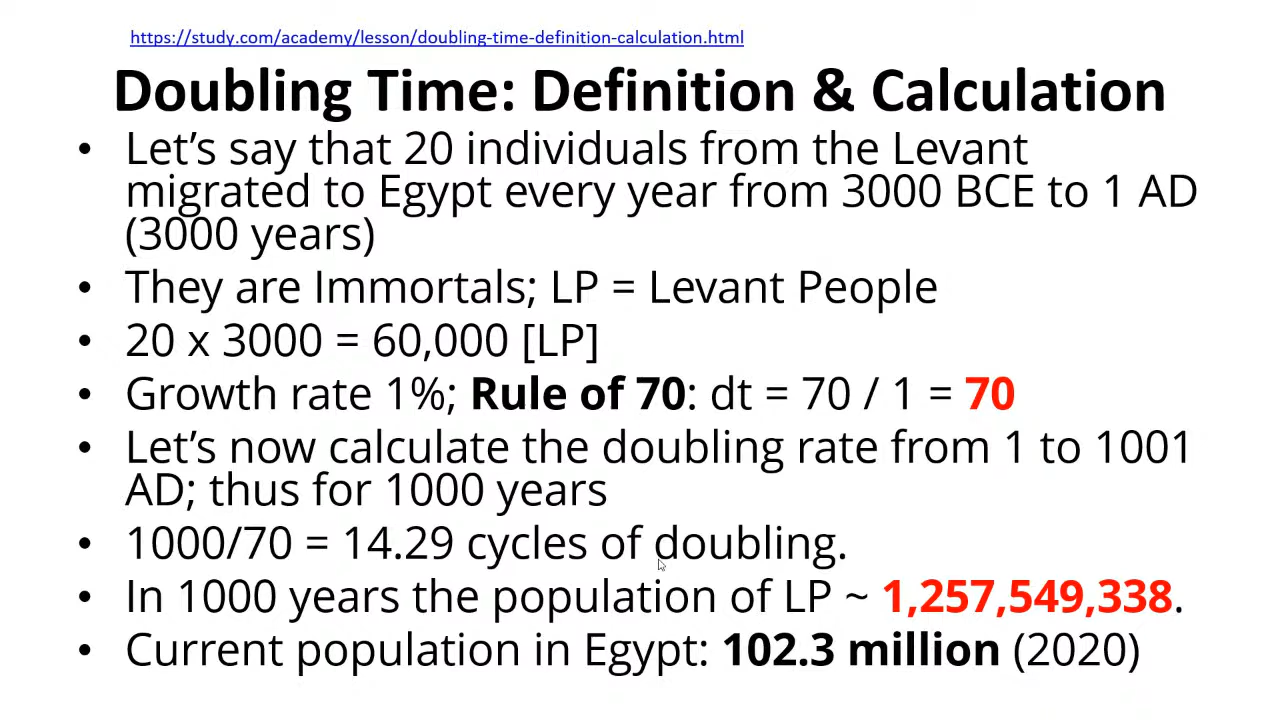 https://study.com/academy/lesson/doubling-time-definition-calculation.html
Doubling Time: Definition & Calculation
• Let’s say that 20 individuals from the Levant
migrated to Egypt every year from 3000 BCE to 1 AD
(3000 years)
• They are Immortals; LP = Levant People
• 20 x 3000 = 60,000 [LP]
• Growth rate 1%; Rule of 70: dt = 70 / 1 = 70
• Let’s now calculate the doubling rate from 1 to 1001
AD; thus for 1000 years
• 1000/70 = 14.29 cycles of doubling.
• In 1000 years the population of LP ~ 1,257,549,338.
• Current population in Egypt: 102.3 million (2020)